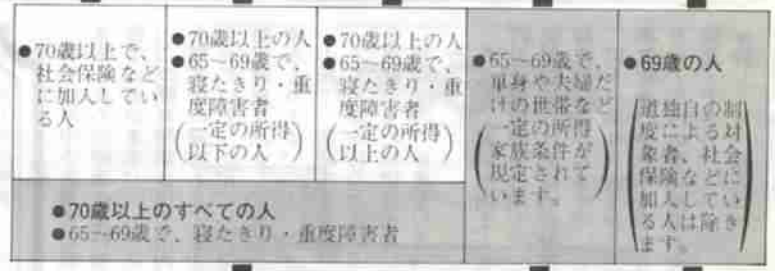 ●70歳以上で、
社会保険など
に加入してい
る人
●70歳以上の人
●65〜69歳で、
寝たきり・重
度障害者
(一定の所得
以下の人)
●70歳以上の人
●65〜69歳で、
寝たきり・重
度障害者
(一定の所得
以上の人)
●65〜69歳で、
単身や夫婦だ
けの世帯など
(一定の所得
家族条件が
規定されて
います。)
●69歳の人
(道独自の制
度による対
象者、社会
保険などに
加入してい
る人は除き
ます。)
●70歳以上のすべての人
●65〜69歳で、寝たきり・重度障害者